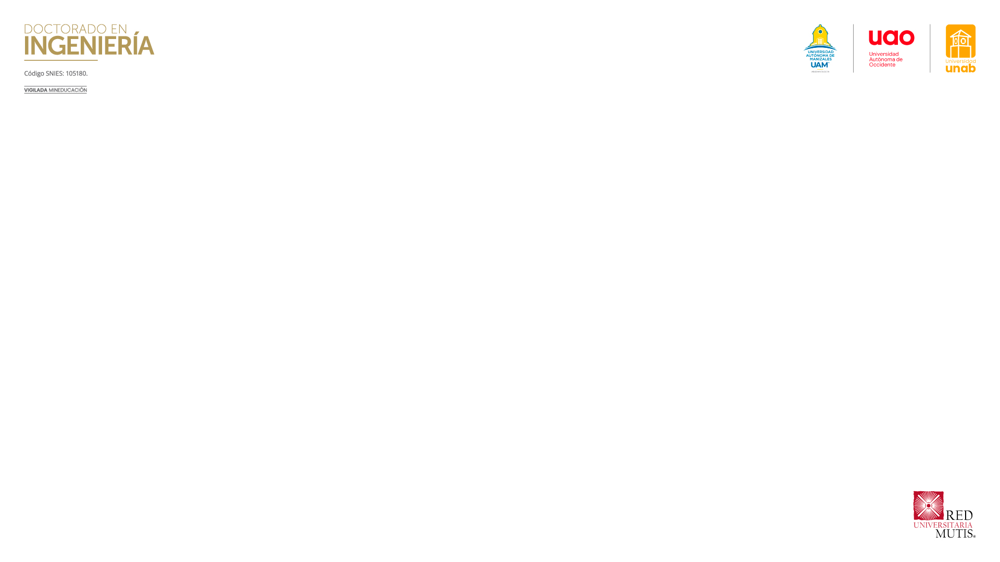 DOCTORADO EN
INGENIERÍA
Código SNIES: 105180.
VIGILADA MINEDUCACIÓN
UNIVERSIDAD
AUTÓNOMA DE
MANIZALES
UAM
uao
Universidad
Autónoma de
Occidente
Universidad
unab
RED
UNIVERSITARIA
MUTIS®